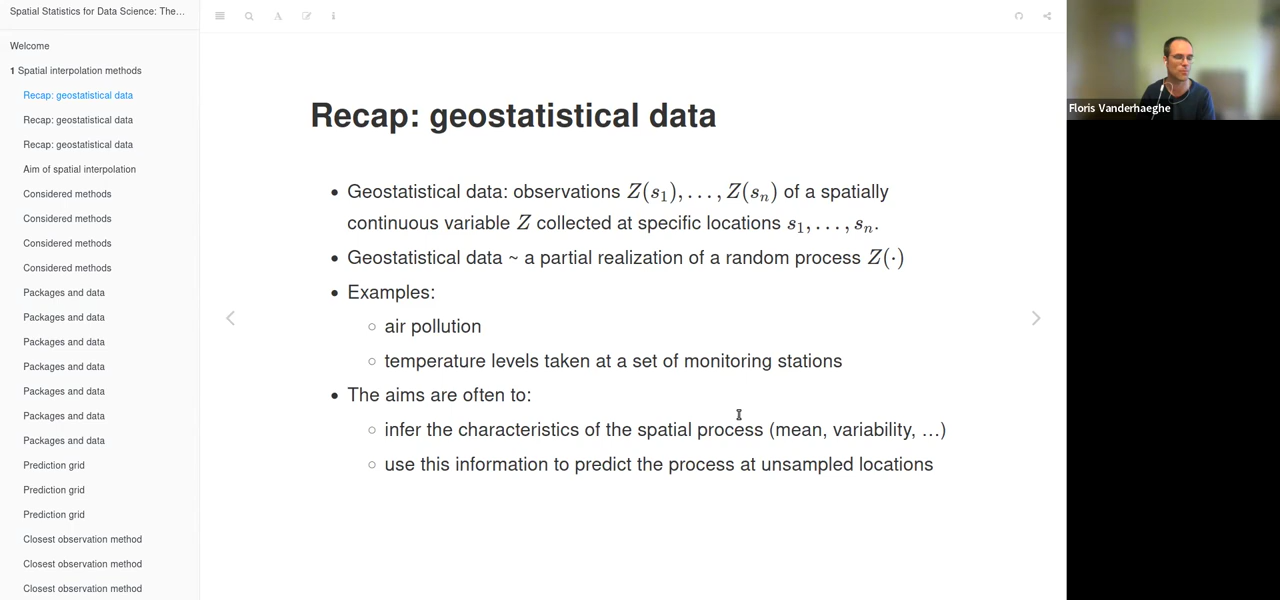 Spatial Statistics for Data Science: The…
Welcome
1 Spatial interpolation methods
Recap: geostatistical data
Recap: geostatistical data
Recap: geostatistical data
Aim of spatial interpolation
Considered methods
Considered methods
Considered methods
Considered methods
Packages and data
Packages and data
Packages and data
Packages and data
Packages and data
Packages and data
Packages and data
Prediction grid
Prediction grid
Prediction grid
Closest observation method
Closest observation method
Closest observation method
Recap: geostatistical data
• Geostatistical data: observations Z(s₁), . . . , Z(sₙ) of a spatially
continuous variable Z collected at specific locations s₁, . . . , sₙ.
• Geostatistical data ~ a partial realization of a random process Z(·)
• Examples:
○ air pollution
○ temperature levels taken at a set of monitoring stations
• The aims are often to:
○ infer the characteristics of the spatial process (mean, variability, …)
○ use this information to predict the process at unsampled locations
Floris Vanderhaeghe